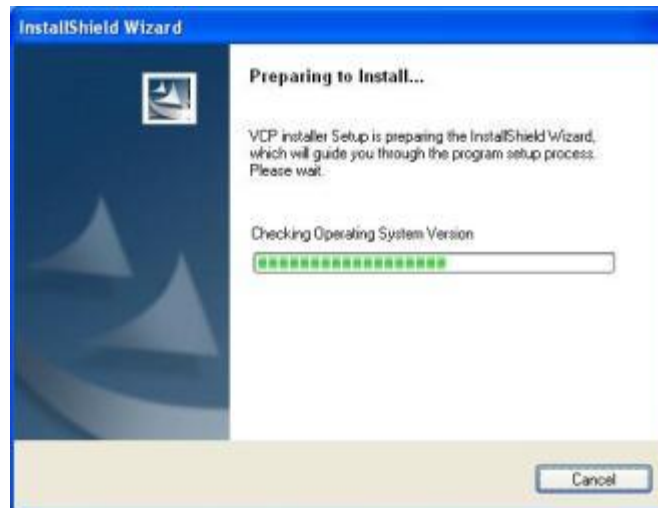 InstallShield Wizard
Preparing to Install...
VCP installer Setup is preparing the InstallShield Wizard,
which will guide you through the program setup process.
Please wait.
Checking Operating System Version
Cancel